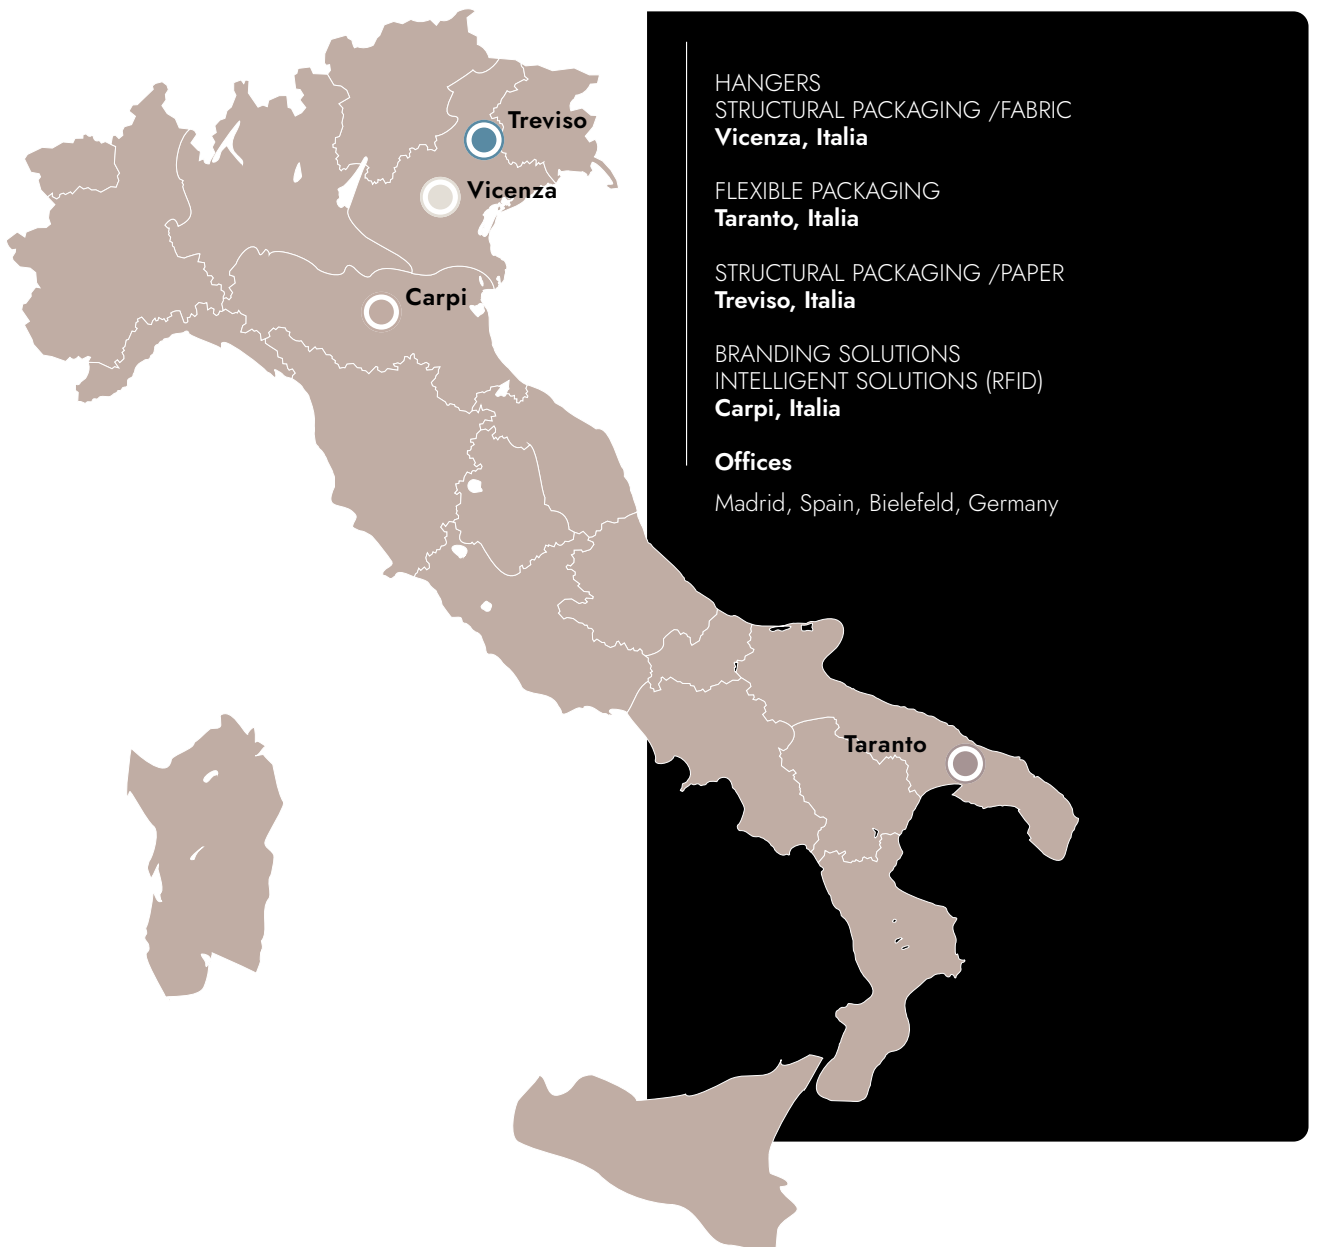 Treviso
Vicenza
Carpi
Taranto
HANGERS
STRUCTURAL PACKAGING /FABRIC
Vicenza, Italia
FLEXIBLE PACKAGING
Taranto, Italia
STRUCTURAL PACKAGING /PAPER
Treviso, Italia
BRANDING SOLUTIONS
INTELLIGENT SOLUTIONS (RFID)
Carpi, Italia
Offices
Madrid, Spain, Bielefeld, Germany